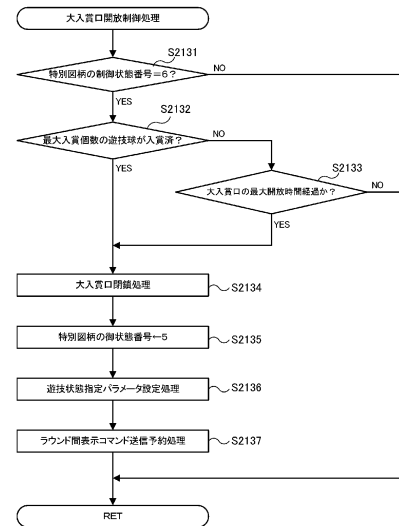 大入賞口開放制御処理
S2131
特別図柄の制御状態番号=6?
NO
YES
S2132
最大入賞個数の遊技球が入賞済?
NO
YES
S2133
大入賞口の最大開放時間経過か?
NO
YES
大入賞口閉鎖処理
S2134
特別図柄の御状態番号←5
S2135
遊技状態指定パラメータ設定処理
S2136
ラウンド間表示コマンド送信予約処理
S2137
RET